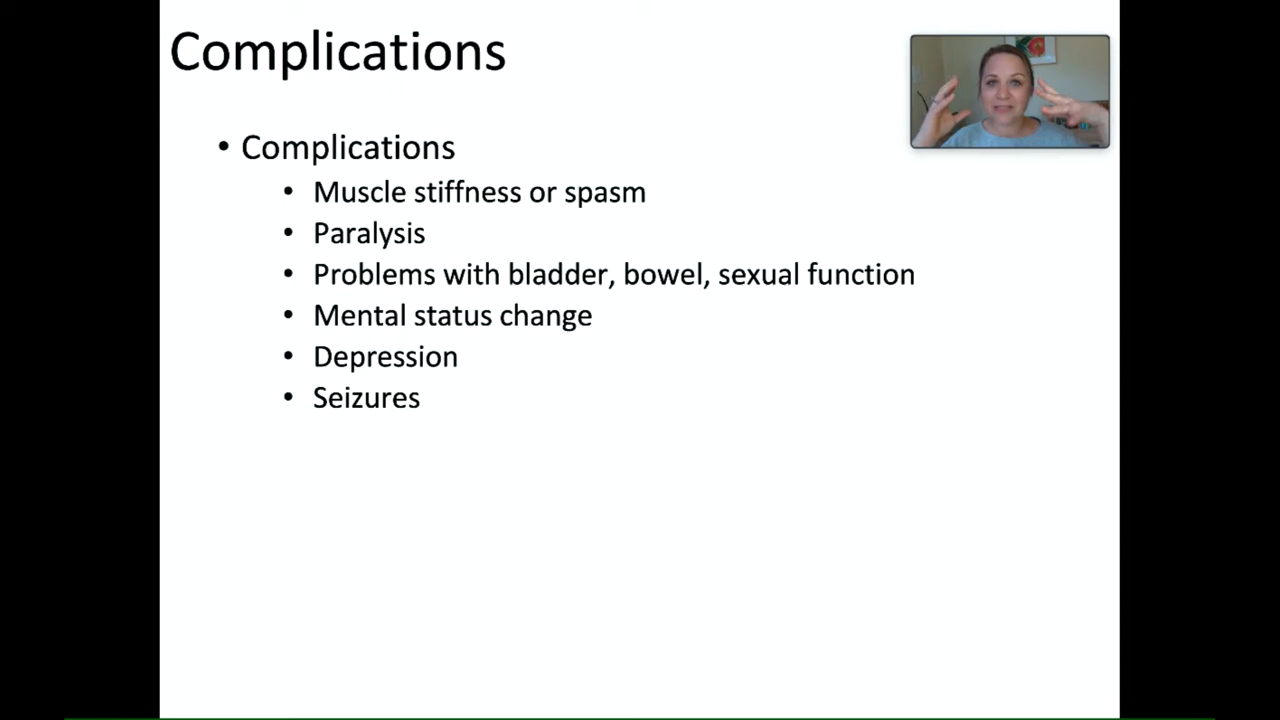 Complications
• Complications
• Muscle stiffness or spasm
• Paralysis
• Problems with bladder, bowel, sexual function
• Mental status change
• Depression
• Seizures